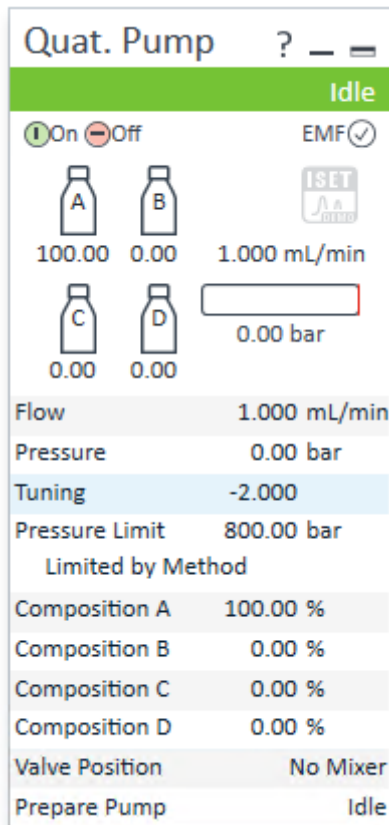 Quat. Pump ?
Idle
On Off EMF
A B ISET DEMO
100.00 0.00 1.000 mL/min
C D
0.00 bar
0.00 0.00
Flow 1.000 mL/min
Pressure 0.00 bar
Tuning -2.000
Pressure Limit 800.00 bar
Limited by Method
Composition A 100.00 %
Composition B 0.00 %
Composition C 0.00 %
Composition D 0.00 %
Valve Position No Mixer
Prepare Pump Idle